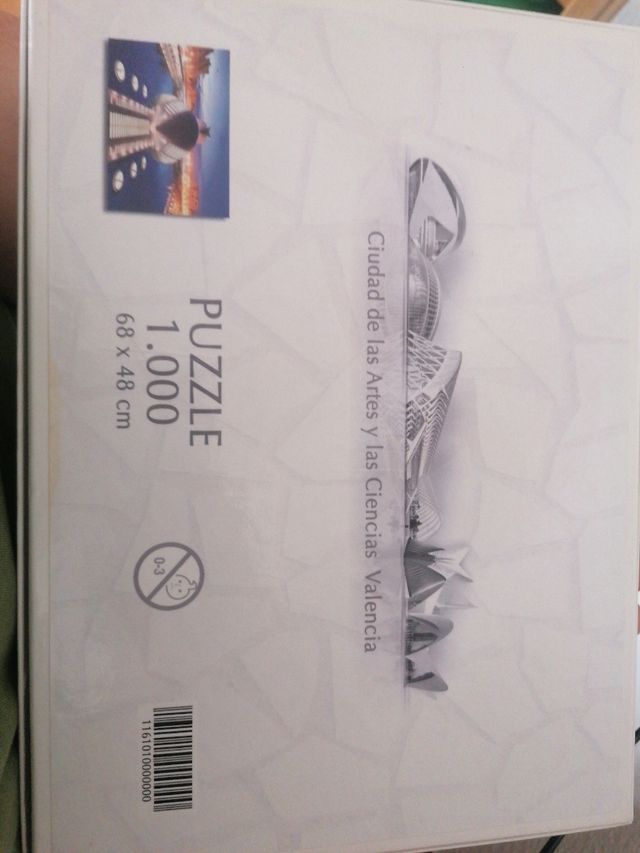 Ciudad de las Artes y las Ciencias Valencia
PUZZLE
1.000
68 x 48 cm
0-3
1161010000000